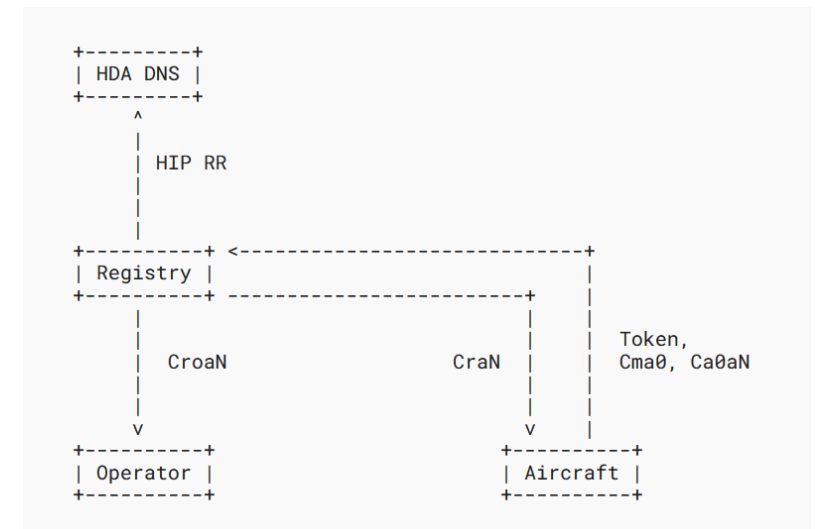 HDA DNS
HIP RR
Registry
Token,
CroaN CraN Cma0, Ca0aN
Operator Aircraft